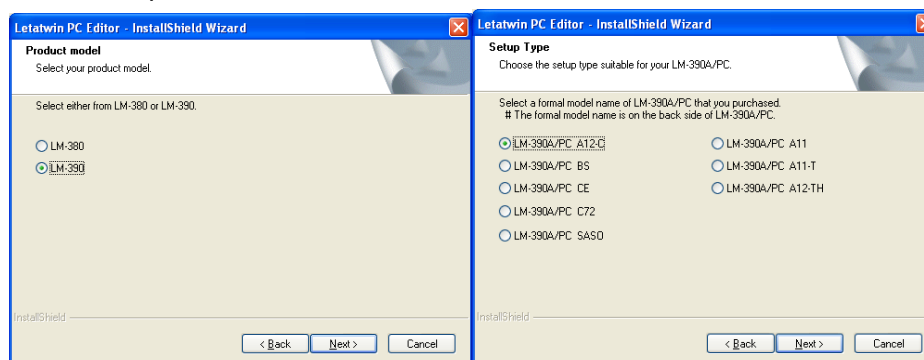 Letatwin PC Editor - InstallShield Wizard
Product model
Select your product model.
Select either from LM-380 or LM-390.
LM-380
LM-390
InstallShield
< Back
Next >
Cancel
Letatwin PC Editor - InstallShield Wizard
Setup Type
Choose the setup type suitable for your LM-390A/PC.
Select a formal model name of LM-390A/PC that you purchased.
# The formal model name is on the back side of LM-390A/PC.
LM-390A/PC A12-C
LM-390A/PC A11
LM-390A/PC BS
LM-390A/PC A11-T
LM-390A/PC CE
LM-390A/PC A12-TH
LM-390A/PC C72
LM-390A/PC SASO
InstallShield
< Back
Next >
Cancel